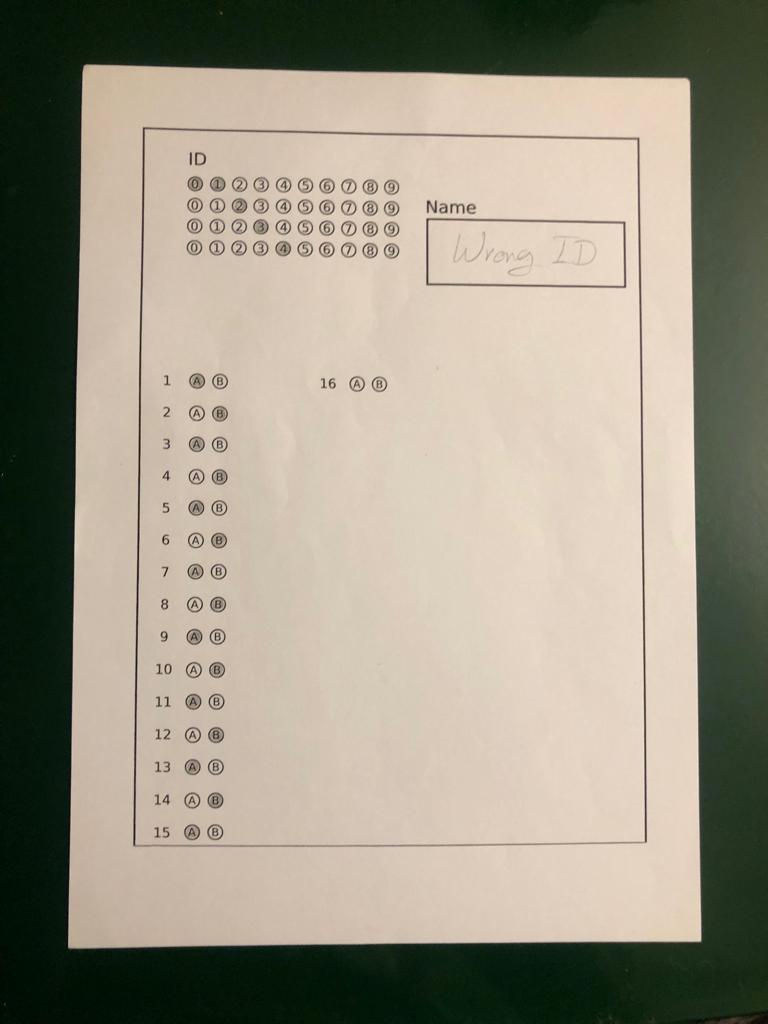 ID
0 1 2 3 4 5 6 7 8 9
0 1 2 3 4 5 6 7 8 9
0 1 2 3 4 5 6 7 8 9
0 1 2 3 4 5 6 7 8 9
Name
Wrong ID
1 A B
16 A B
2 A B
3 A B
4 A B
5 A B
6 A B
7 A B
8 A B
9 A B
10 A B
11 A B
12 A B
13 A B
14 A B
15 A B